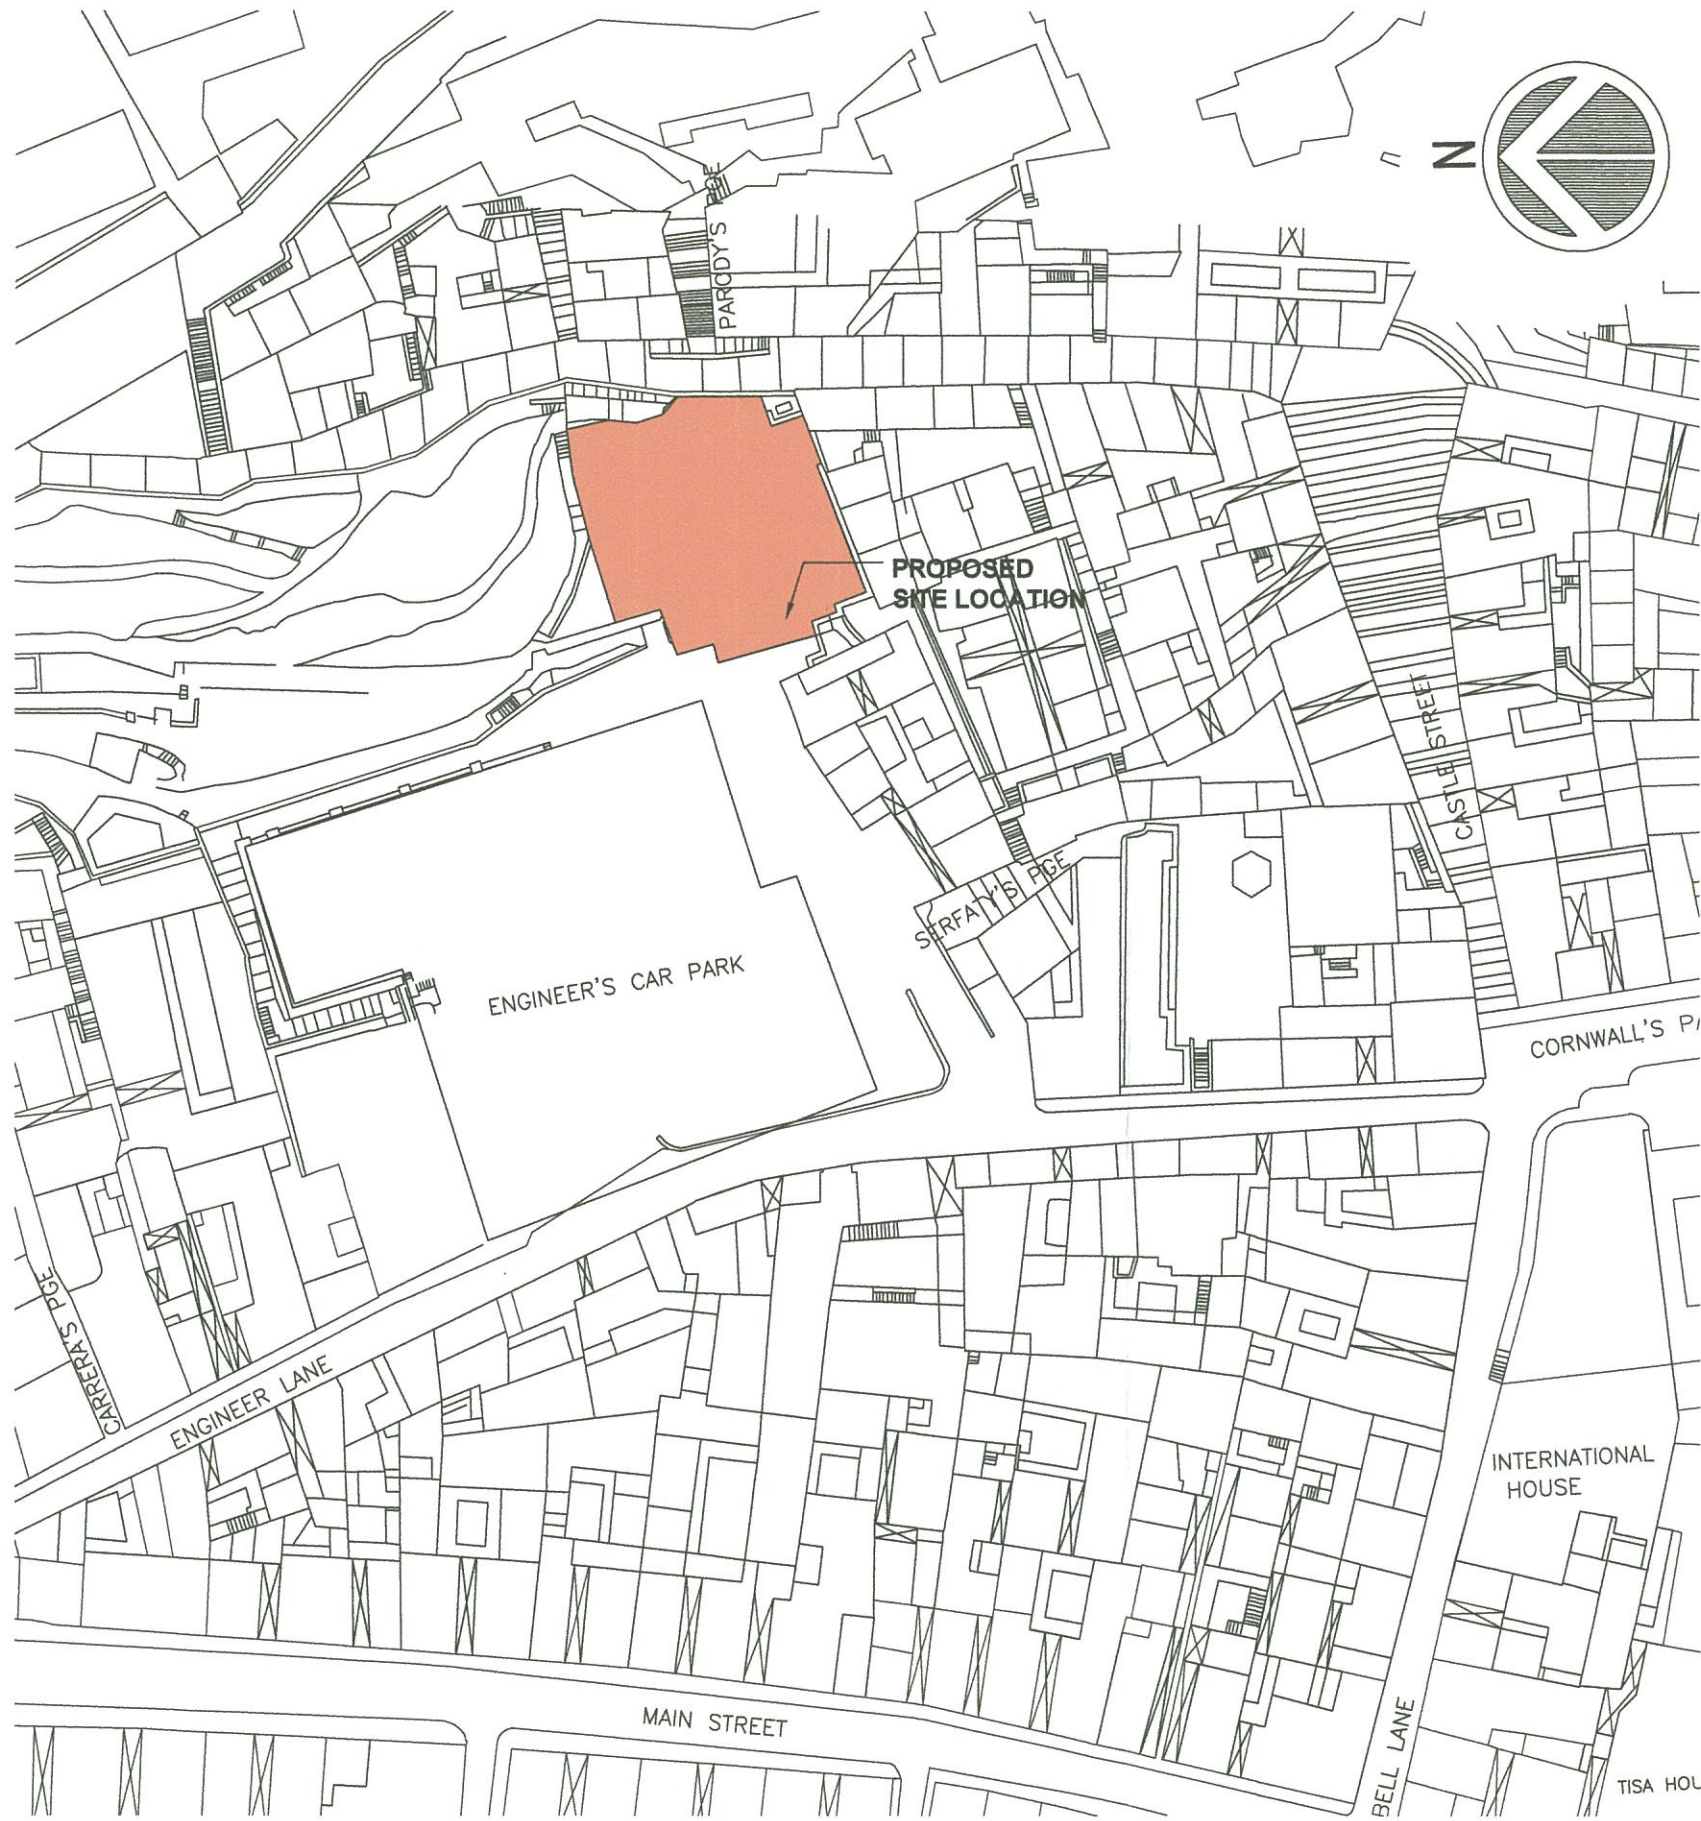 N
PARODY'S PGE
PROPOSED
SITE LOCATION
CASTLE STREET
SERFATY'S PGE
ENGINEER'S CAR PARK
CORNWALL'S PA
CARRERA'S PGE
ENGINEER LANE
INTERNATIONAL
HOUSE
MAIN STREET
BELL LANE
TISA HOU